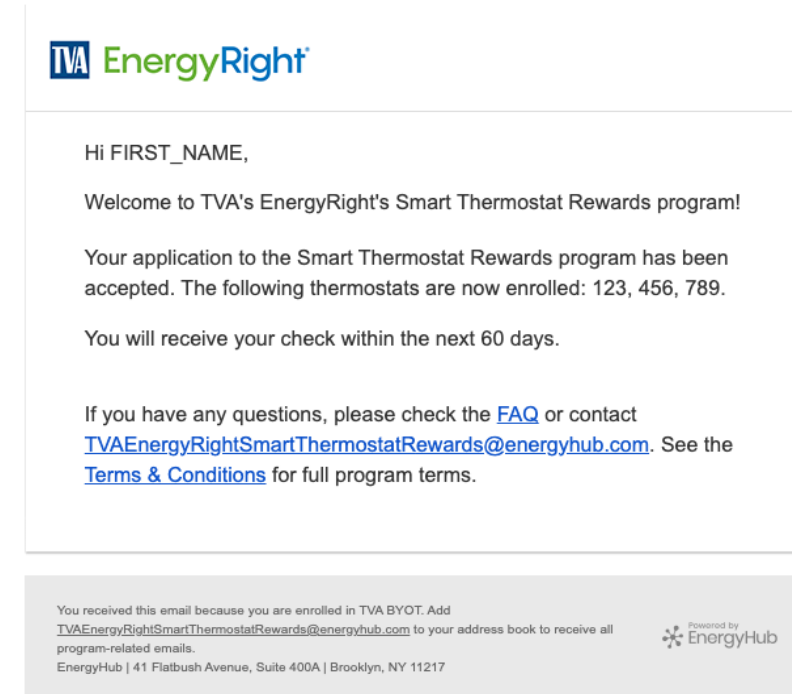 TVA EnergyRight®
Hi FIRST_NAME,
Welcome to TVA's EnergyRight's Smart Thermostat Rewards program!
Your application to the Smart Thermostat Rewards program has been
accepted. The following thermostats are now enrolled: 123, 456, 789.
You will receive your check within the next 60 days.
If you have any questions, please check the FAQ or contact
TVAEnergyRightSmartThermostatRewards@energyhub.com. See the
Terms & Conditions for full program terms.
You received this email because you are enrolled in TVA BYOT. Add
TVAEnergyRightSmartThermostatRewards@energyhub.com to your address book to receive all
program-related emails.
EnergyHub | 41 Flatbush Avenue, Suite 400A | Brooklyn, NY 11217
Powered by
EnergyHub